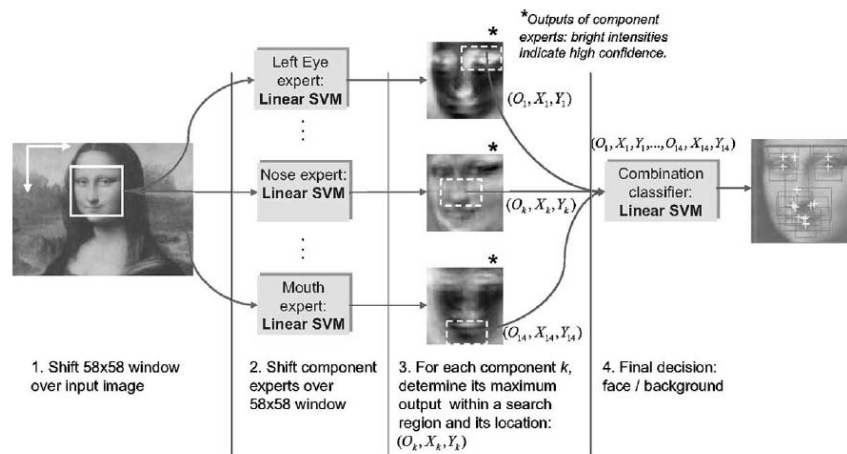 *Outputs of component
experts: bright intensities
indicate high confidence.
Left Eye
expert:
Linear SVM
*
(O₁, X₁, Y₁)
⋮
Nose expert:
Linear SVM
*
(Oₖ, Xₖ, Yₖ)
(O₁, X₁, Y₁,..., O₁₄, X₁₄, Y₁₄)
Combination
classifier:
Linear SVM
⋮
Mouth
expert:
Linear SVM
*
(O₁₄, X₁₄, Y₁₄)
1. Shift 58x58 window
over input image
2. Shift component
experts over
58x58 window
3. For each component k,
determine its maximum
output within a search
region and its location:
(Oₖ, Xₖ, Yₖ)
4. Final decision:
face / background